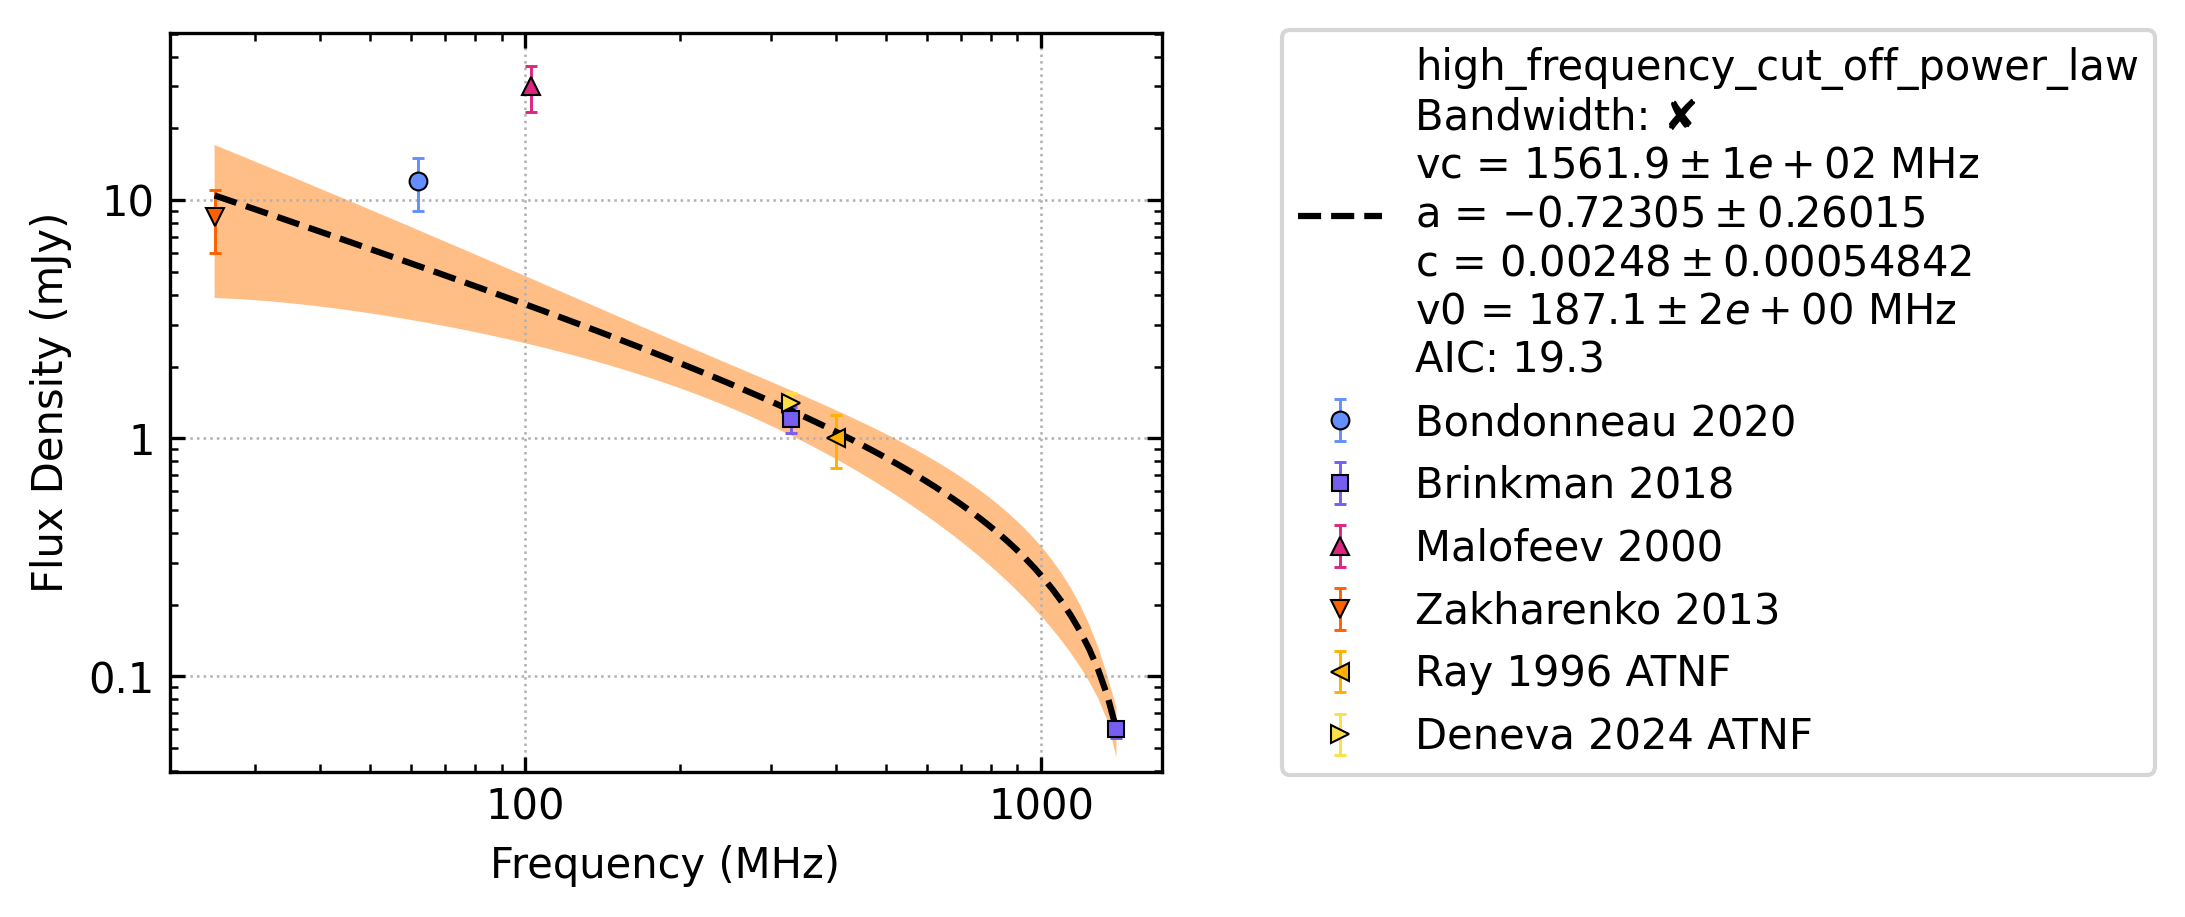 Flux Density (mJy)
10
1
0.1
100
1000
Frequency (MHz)
high_frequency_cut_off_power_law
Bandwidth: ✘
vc = 1561.9 ± 1e + 02 MHz
a = −0.72305 ± 0.26015
c = 0.00248 ± 0.00054842
v0 = 187.1 ± 2e + 00 MHz
AIC: 19.3
Bondonneau 2020
Brinkman 2018
Malofeev 2000
Zakharenko 2013
Ray 1996 ATNF
Deneva 2024 ATNF